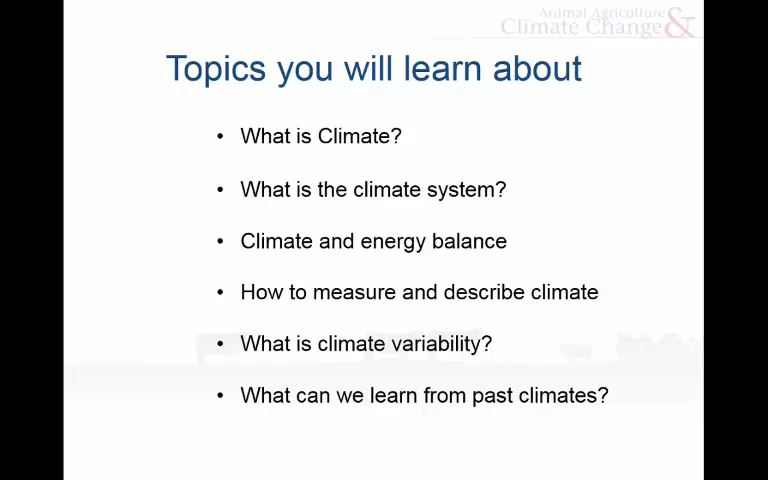 Animal Agriculture
Climate Change &
Topics you will learn about
• What is Climate?
• What is the climate system?
• Climate and energy balance
• How to measure and describe climate
• What is climate variability?
• What can we learn from past climates?